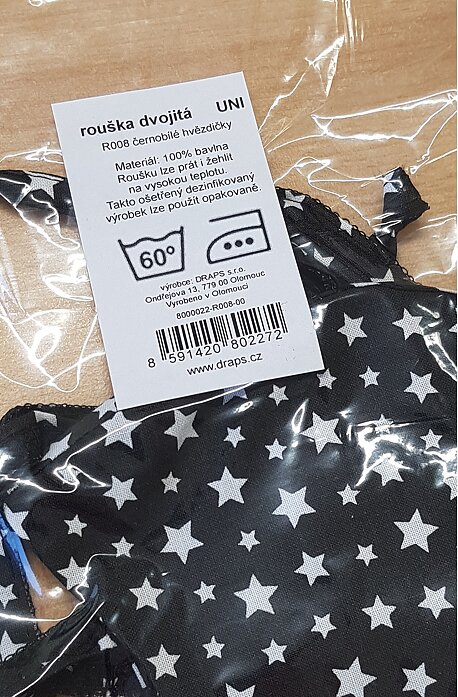 rouška dvojitá UNI
R008 černobílé hvězdičky
Materiál: 100% bavlna
Roušku lze prát i žehlit
na vysokou teplotu.
Takto ošetřený dezinfikovaný
výrobek lze použít opakovaně.
60°
výrobce: DRAPS s.r.o.
Ondřejova 13, 779 00 Olomouc
Vyrobeno v Olomouci
8000022-R008-00
8 591420 802272
www.draps.cz